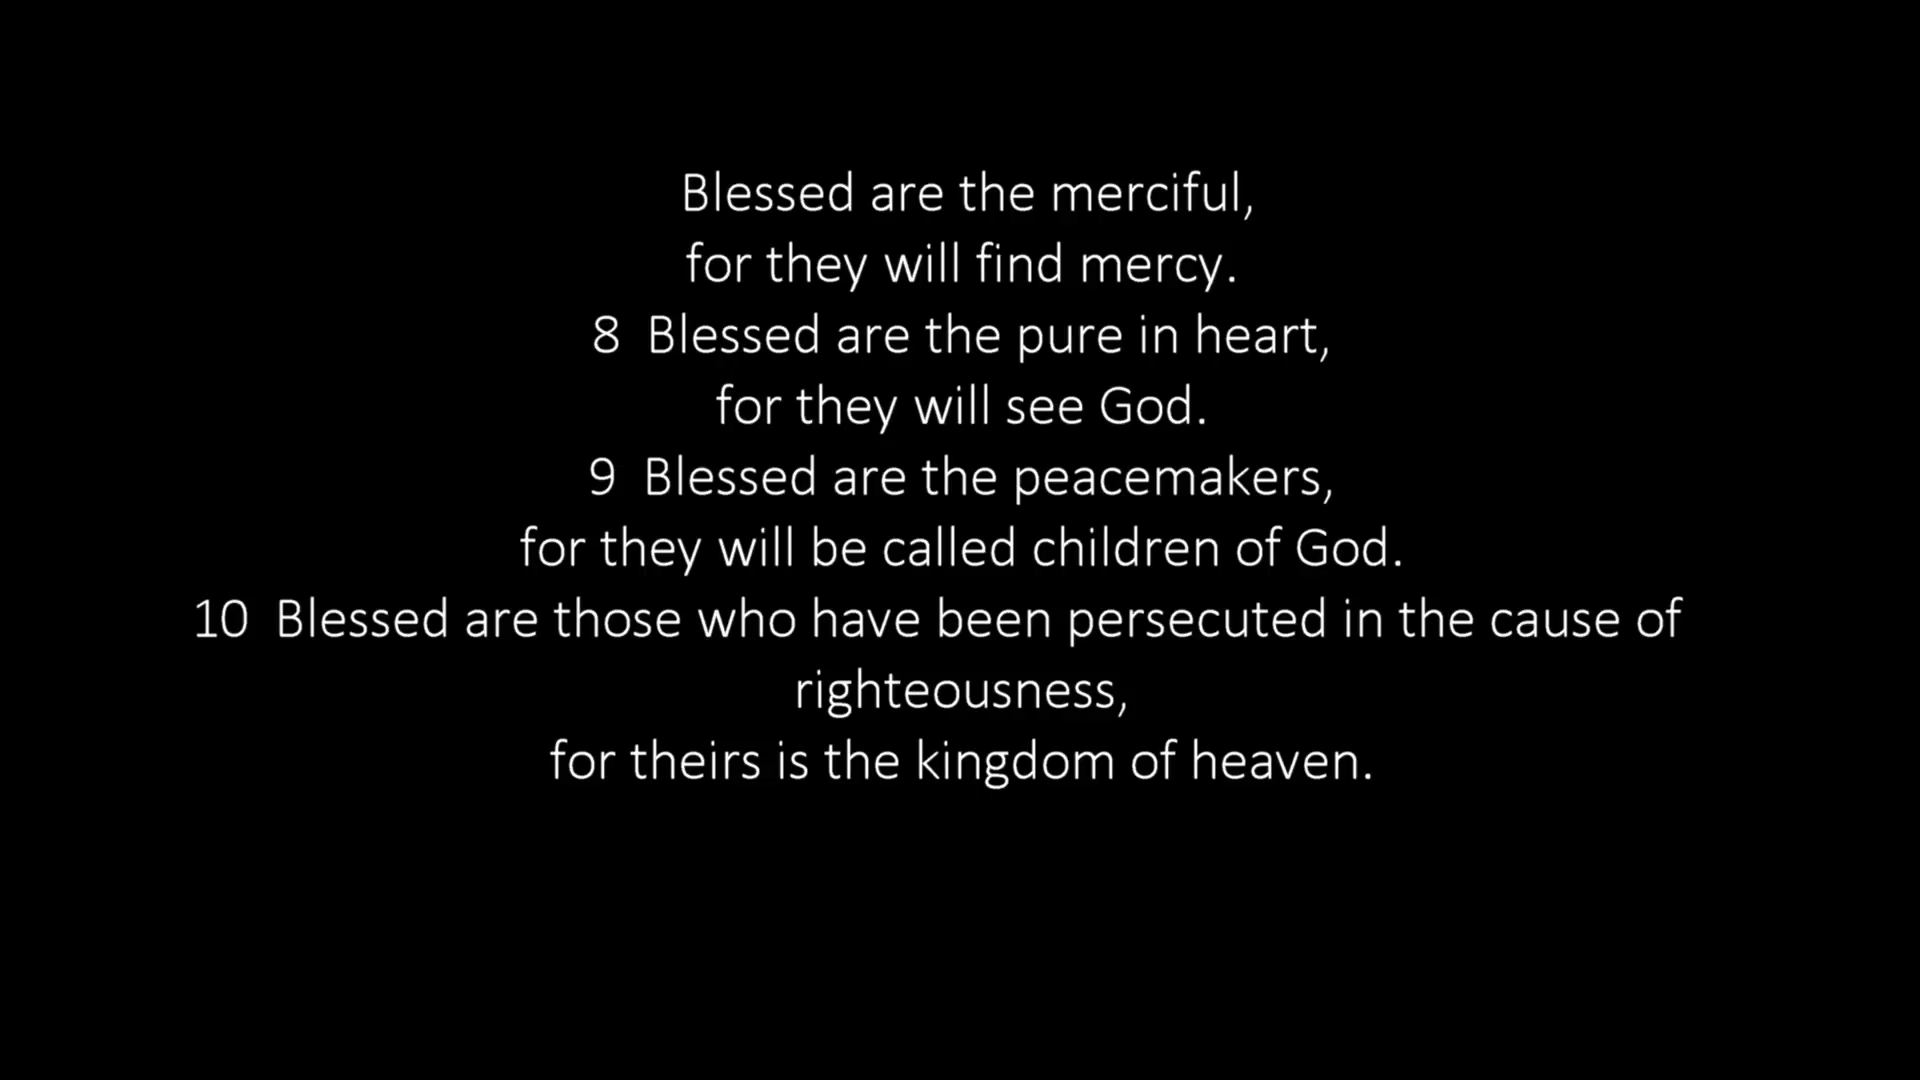 Blessed are the merciful,
for they will find mercy.
8 Blessed are the pure in heart,
for they will see God.
9 Blessed are the peacemakers,
for they will be called children of God.
10 Blessed are those who have been persecuted in the cause of
righteousness,
for theirs is the kingdom of heaven.